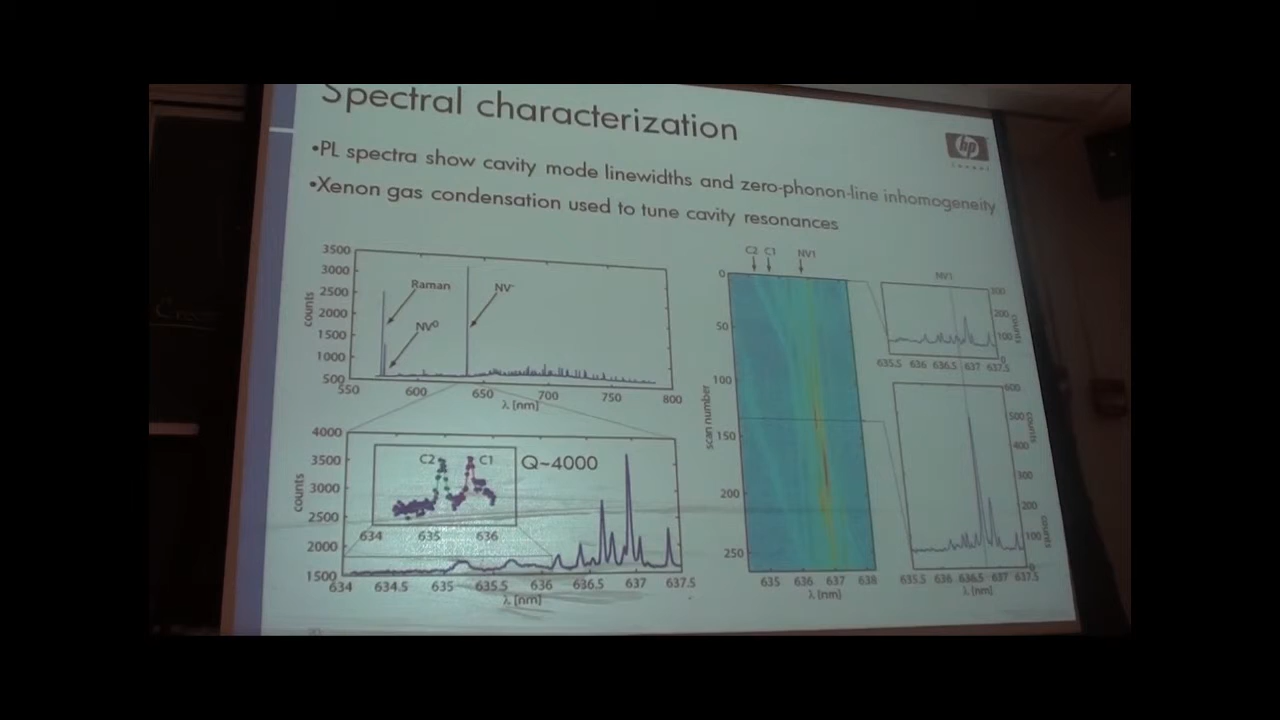 Spectral characterization
hp
invent
•PL spectra show cavity mode linewidths and zero-phonon-line inhomogeneity
•Xenon gas condensation used to tune cavity resonances
3500
3000
2500
2000
1500
1000
500
counts
Raman
NV⁰
NV⁻
550 600 650 700 750 800
λ [nm]
4000
3500
3000
2500
2000
1500
counts
C2 C1
Q~4000
634 635 636
634 634.5 635 635.5 636 636.5 637 637.5
λ [nm]
C2 C1 NV1
0
50
100
150
200
250
scan number
635 636 637 638
λ [nm]
NV1
300
200
100
0
counts
635.5 636 636.5 637 637.5
600
500
400
300
200
100
0
counts
counts
635.5 636 636.5 637 637.5
λ [nm]